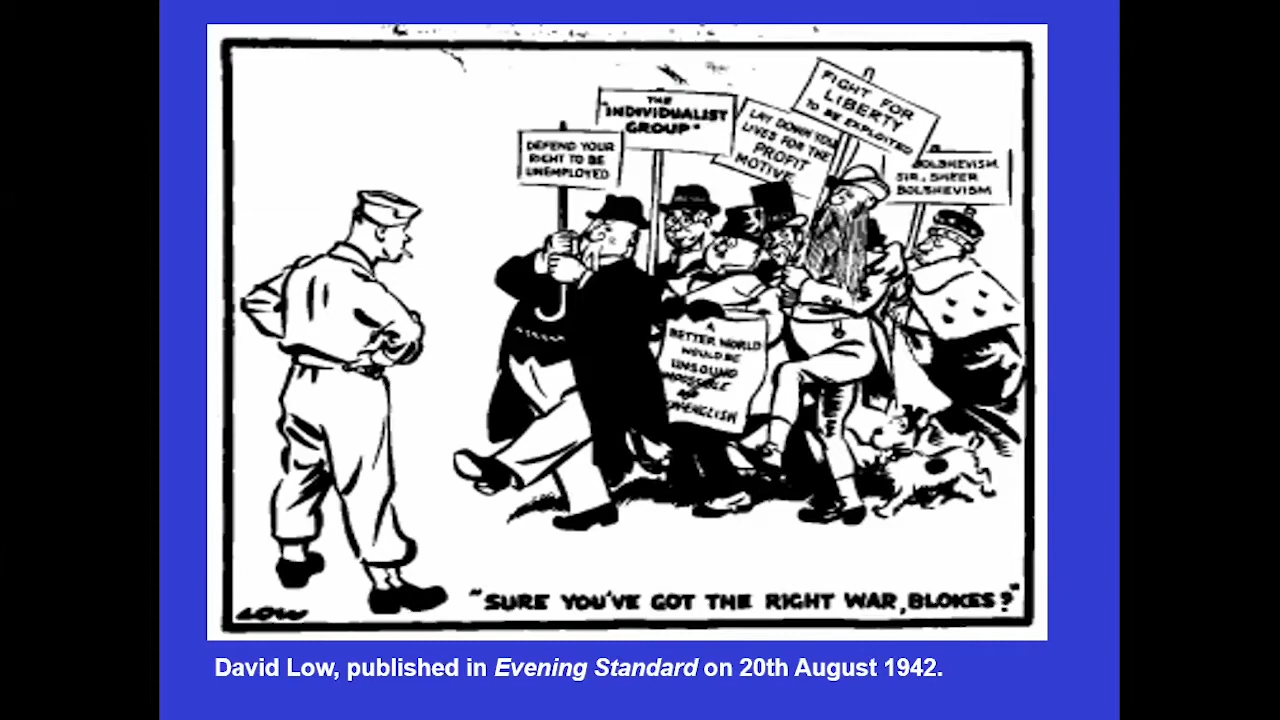 DEFEND YOUR
RIGHT TO BE
UNEMPLOYED
THE
"INDIVIDUALIST
GROUP"
LAY DOWN YOUR
LIVES FOR THE
PROFIT
MOTIVE
FIGHT FOR
LIBERTY
TO BE EXPLOITED
BOLSHEVISM
SIR, SHEER
BOLSHEVISM
A
BETTER WORLD
WOULD BE
UNSOUND
IMPOSSIBLE
UNENGLISH
"SURE YOU'VE GOT THE RIGHT WAR, BLOKES?"
LOW
David Low, published in Evening Standard on 20th August 1942.